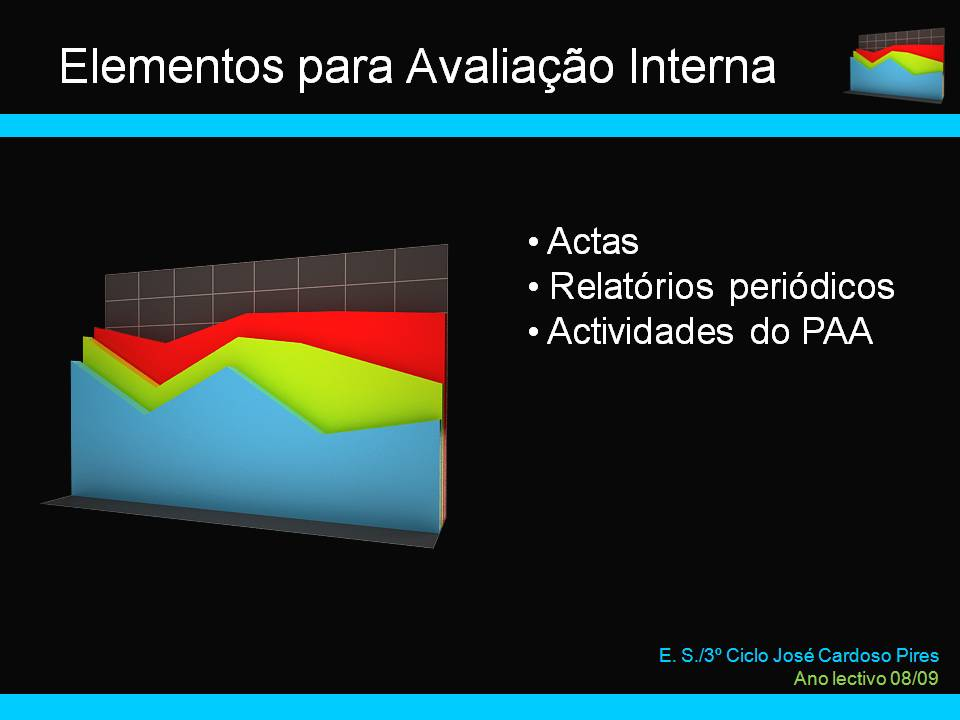 Elementos para Avaliação Interna
• Actas
• Relatórios periódicos
• Actividades do PAA
E. S./3º Ciclo José Cardoso Pires
Ano lectivo 08/09